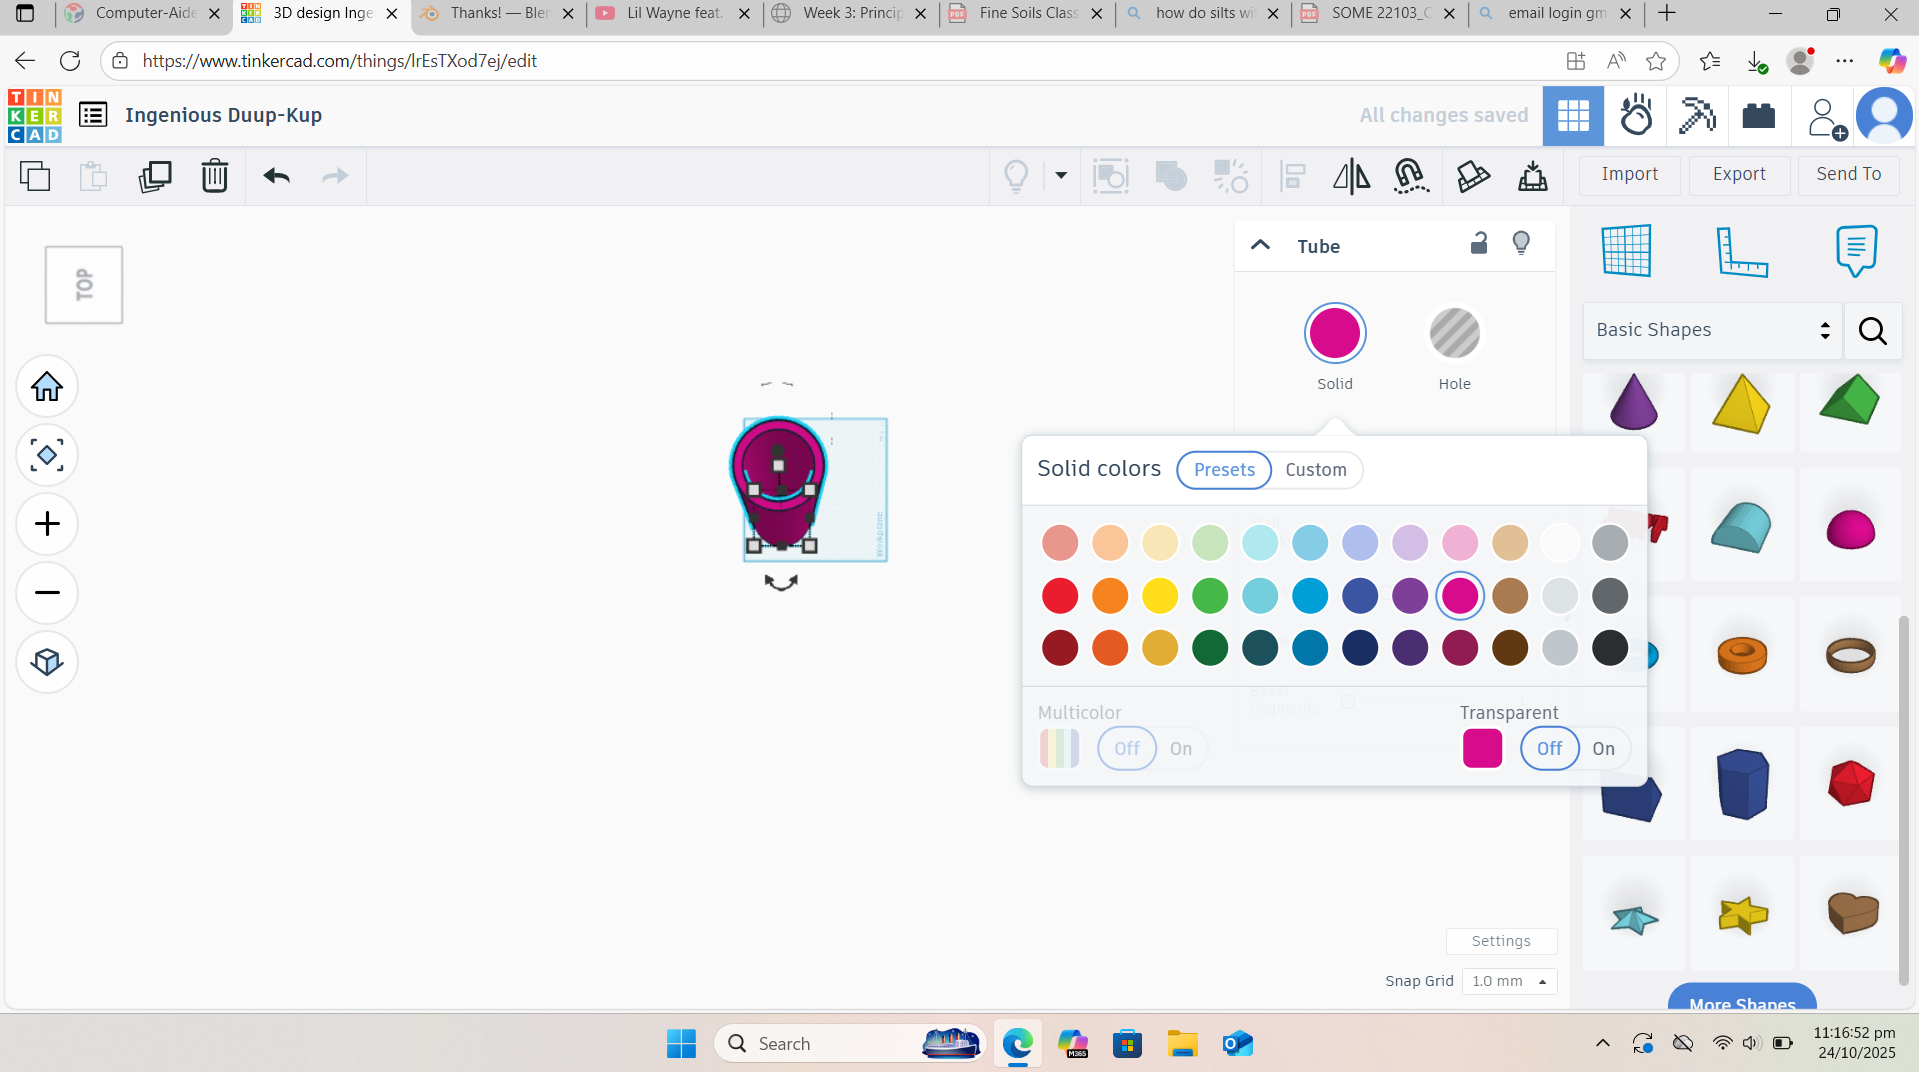 Computer-Aide
3D design Inge
Thanks! — Blen
Lil Wayne feat.
Week 3: Princip
Fine Soils Class
how do silts wi
SOME 22103_C
email login gm
https://www.tinkercad.com/things/lrEsTXod7ej/edit
TIN
KER
CAD
Ingenious Duup-Kup
All changes saved
Import
Export
Send To
TOP
Tube
Solid
Hole
Basic Shapes
Solid colors
Presets
Custom
Workplane
Bevel
Segments
Multicolor
Off
On
Transparent
Off
On
Settings
Snap Grid
1.0 mm
More Shapes
Search
M365
11:16:52 pm
24/10/2025